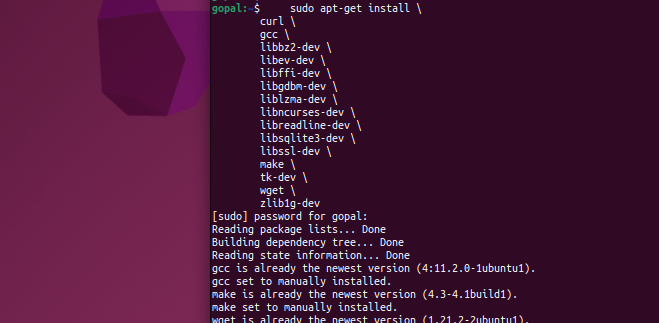 gopal:~$     sudo apt-get install \
        curl \
        gcc \
        libbz2-dev \
        libev-dev \
        libffi-dev \
        libgdbm-dev \
        liblzma-dev \
        libncurses-dev \
        libreadline-dev \
        libsqlite3-dev \
        libssl-dev \
        make \
        tk-dev \
        wget \
        zlib1g-dev
[sudo] password for gopal:
Reading package lists... Done
Building dependency tree... Done
Reading state information... Done
gcc is already the newest version (4:11.2.0-1ubuntu1).
gcc set to manually installed.
make is already the newest version (4.3-4.1build1).
make set to manually installed.
wget is already the newest version (1.21.2-2ubuntu1).